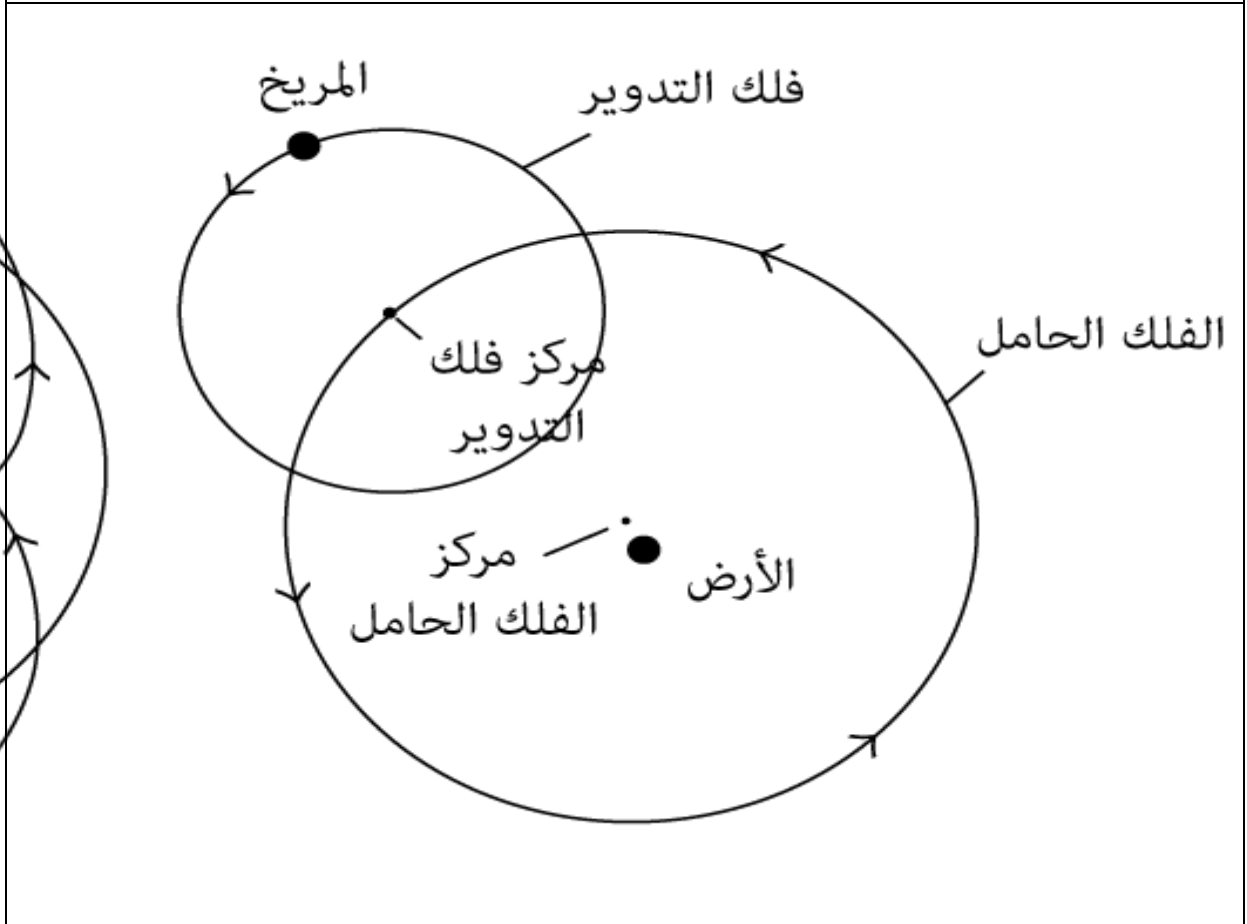 المريخ
فلك التدوير
الفلك الحامل
مركز فلك
التدوير
مركز
الفلك الحامل
الأرض